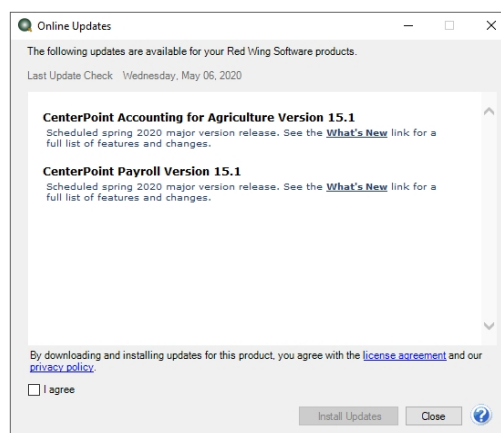 Online Updates
The following updates are available for your Red Wing Software products.
Last Update Check Wednesday, May 06, 2020
CenterPoint Accounting for Agriculture Version 15.1
Scheduled spring 2020 major version release. See the What's New link for a
full list of features and changes.
CenterPoint Payroll Version 15.1
Scheduled spring 2020 major version release. See the What's New link for a
full list of features and changes.
By downloading and installing updates for this product, you agree with the license agreement and our
privacy policy.
I agree
Install Updates Close ?